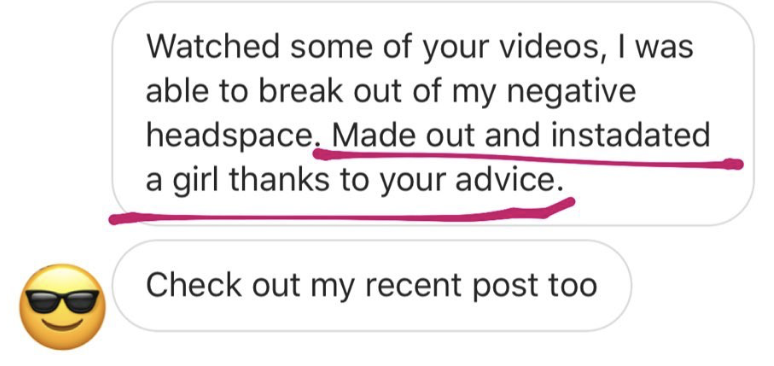 Watched some of your videos, I was
able to break out of my negative
headspace. Made out and instadated
a girl thanks to your advice.
Check out my recent post too